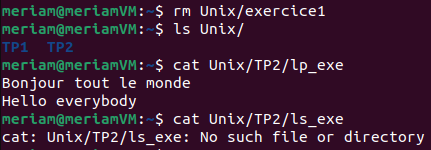 meriam@meriamVM:~$ rm Unix/exercice1
meriam@meriamVM:~$ ls Unix/
TP1  TP2
meriam@meriamVM:~$ cat Unix/TP2/lp_exe
Bonjour tout le monde
Hello everybody
meriam@meriamVM:~$ cat Unix/TP2/ls_exe
cat: Unix/TP2/ls_exe: No such file or directory